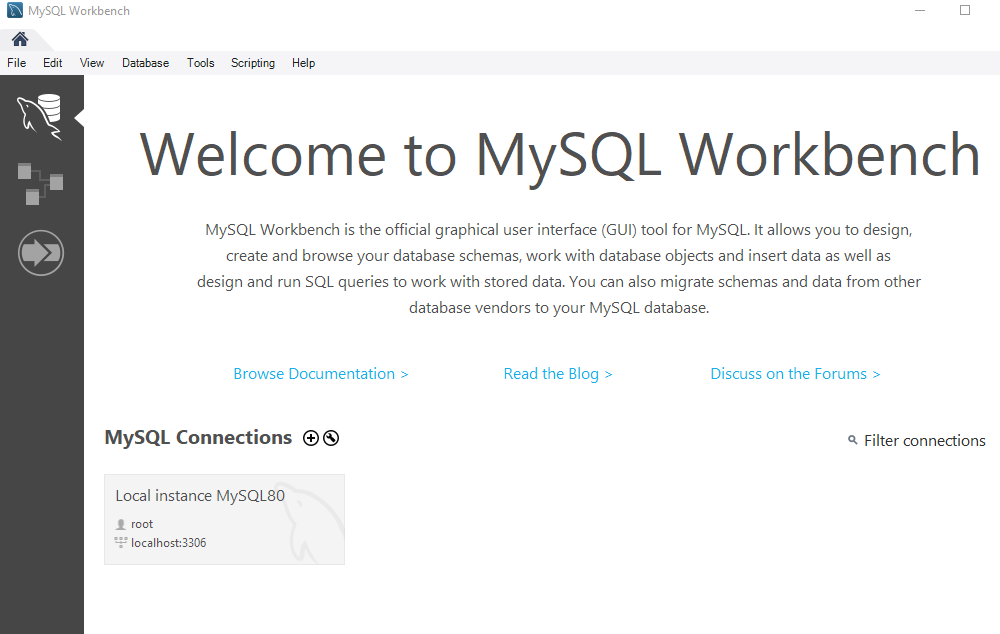 MySQL Workbench
File Edit View Database Tools Scripting Help
Welcome to MySQL Workbench
MySQL Workbench is the official graphical user interface (GUI) tool for MySQL. It allows you to design,
create and browse your database schemas, work with database objects and insert data as well as
design and run SQL queries to work with stored data. You can also migrate schemas and data from other
database vendors to your MySQL database.
Browse Documentation > Read the Blog > Discuss on the Forums >
MySQL Connections Filter connections
Local instance MySQL80
root
localhost:3306